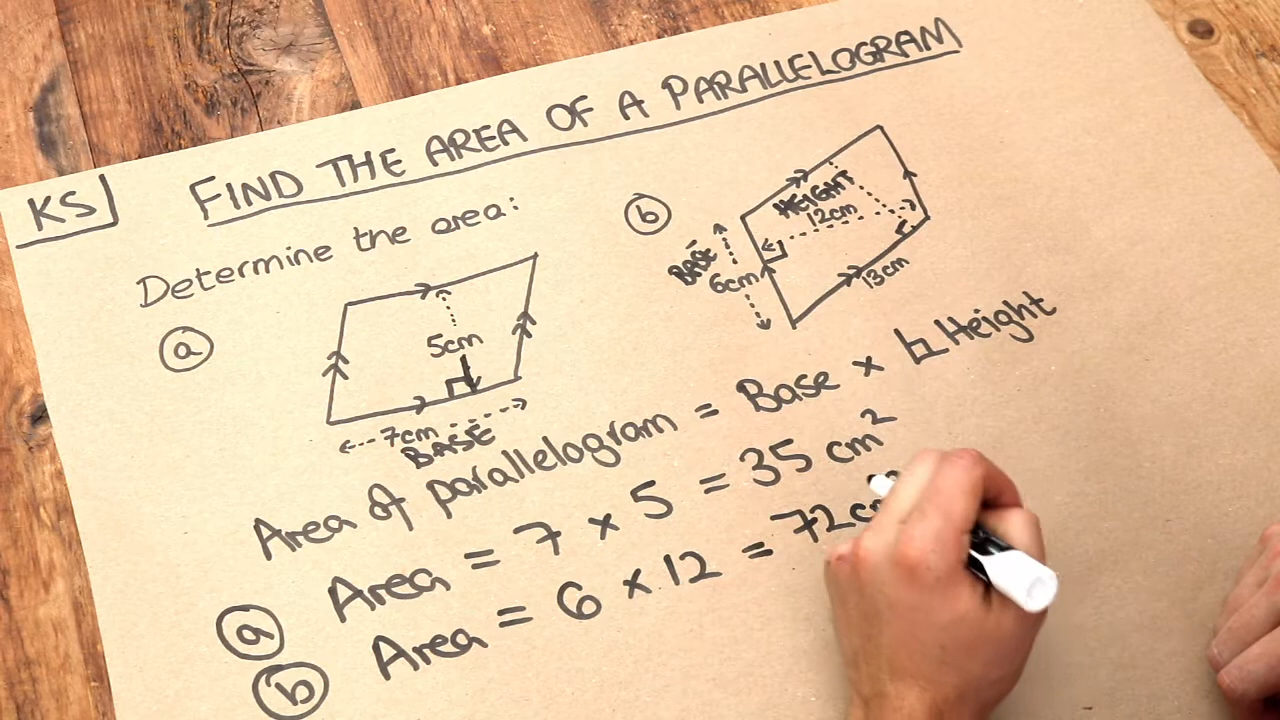 KS
FIND THE AREA OF A PARALLELOGRAM
Determine the area:
a
5cm
7cm
BASE
b
HEIGHT
12cm
BASE
6cm
13cm
Area of parallelogram = Base × Height
a Area = 7 × 5 = 35 cm²
b Area = 6 × 12 = 72